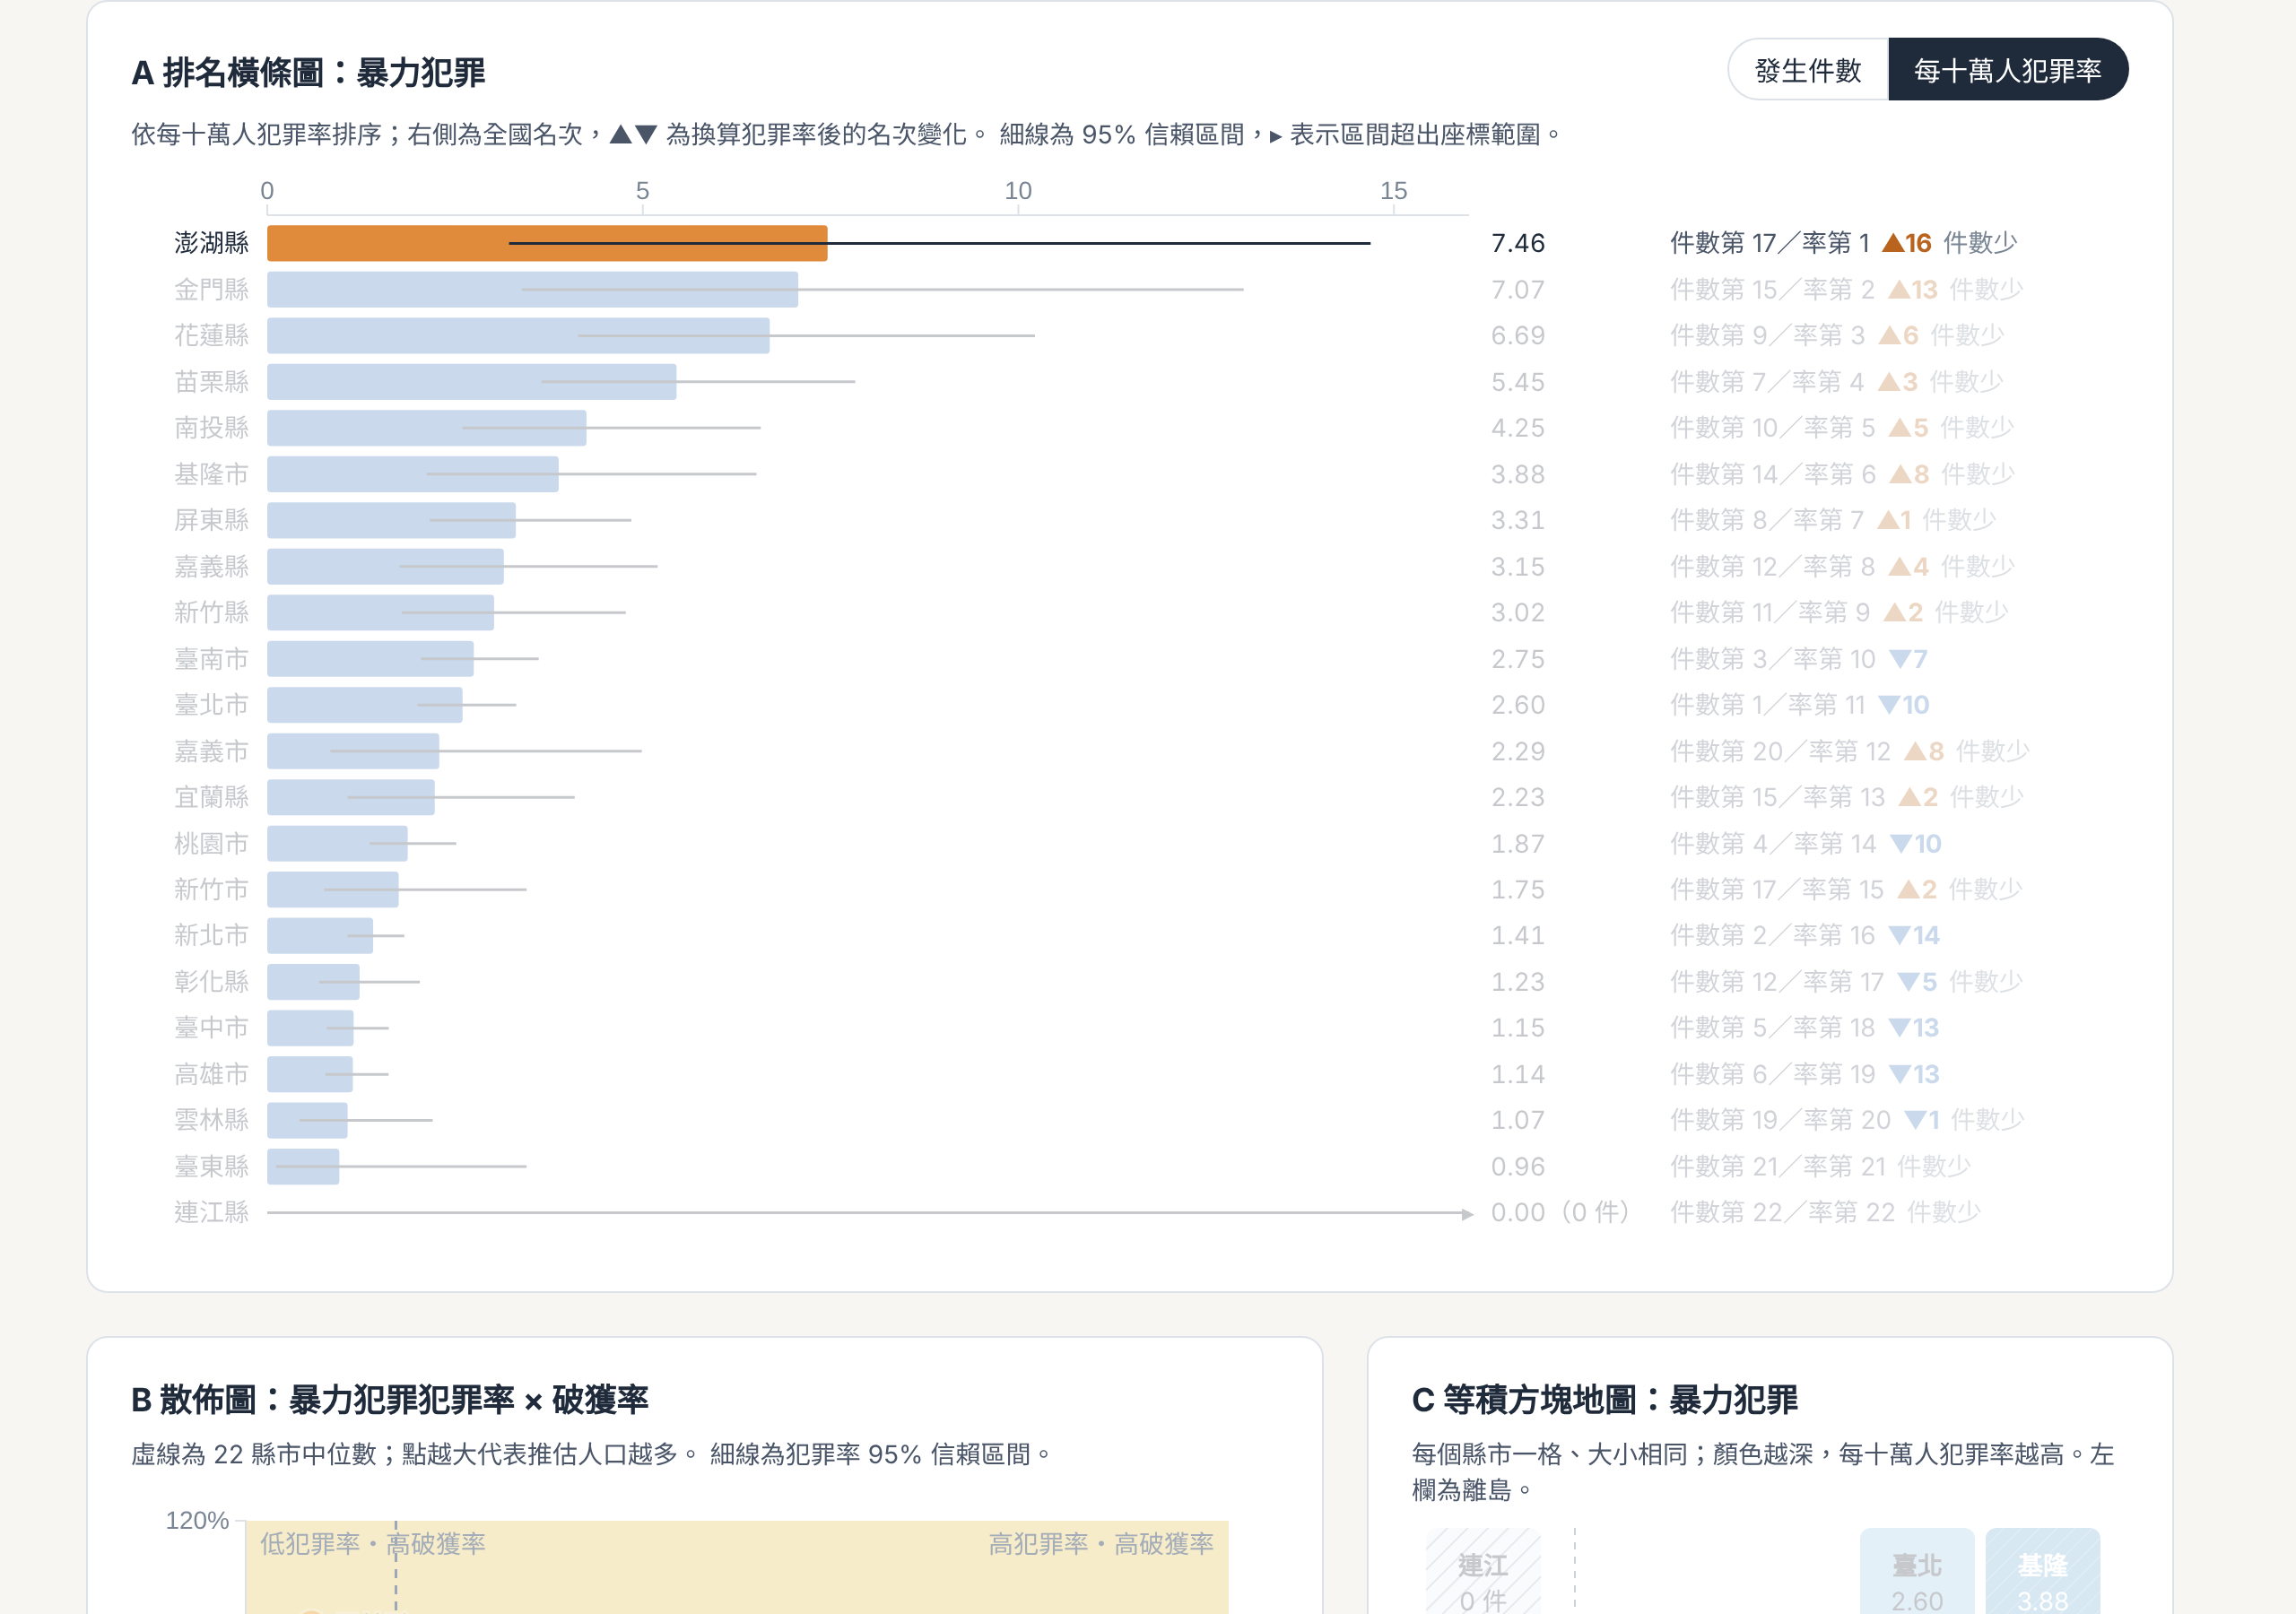 A 排名橫條圖：暴力犯罪
發生件數 每十萬人犯罪率
依每十萬人犯罪率排序；右側為全國名次，▲▼ 為換算犯罪率後的名次變化。 細線為 95% 信賴區間，▸ 表示區間超出座標範圍。
0 5 10 15
澎湖縣 7.46 件數第 17／率第 1 ▲16 件數少
金門縣 7.07 件數第 15／率第 2 ▲13 件數少
花蓮縣 6.69 件數第 9／率第 3 ▲6 件數少
苗栗縣 5.45 件數第 7／率第 4 ▲3 件數少
南投縣 4.25 件數第 10／率第 5 ▲5 件數少
基隆市 3.88 件數第 14／率第 6 ▲8 件數少
屏東縣 3.31 件數第 8／率第 7 ▲1 件數少
嘉義縣 3.15 件數第 12／率第 8 ▲4 件數少
新竹縣 3.02 件數第 11／率第 9 ▲2 件數少
臺南市 2.75 件數第 3／率第 10 ▼7
臺北市 2.60 件數第 1／率第 11 ▼10
嘉義市 2.29 件數第 20／率第 12 ▲8 件數少
宜蘭縣 2.23 件數第 15／率第 13 ▲2 件數少
桃園市 1.87 件數第 4／率第 14 ▼10
新竹市 1.75 件數第 17／率第 15 ▲2 件數少
新北市 1.41 件數第 2／率第 16 ▼14
彰化縣 1.23 件數第 12／率第 17 ▼5 件數少
臺中市 1.15 件數第 5／率第 18 ▼13
高雄市 1.14 件數第 6／率第 19 ▼13
雲林縣 1.07 件數第 19／率第 20 ▼1 件數少
臺東縣 0.96 件數第 21／率第 21 件數少
連江縣 0.00（0 件） 件數第 22／率第 22 件數少
B 散佈圖：暴力犯罪犯罪率 × 破獲率
虛線為 22 縣市中位數；點越大代表推估人口越多。 細線為犯罪率 95% 信賴區間。
120%
低犯罪率・高破獲率 高犯罪率・高破獲率
C 等積方塊地圖：暴力犯罪
每個縣市一格、大小相同；顏色越深，每十萬人犯罪率越高。左
欄為離島。
連江 臺北 基隆
0 件 2.60 3.88